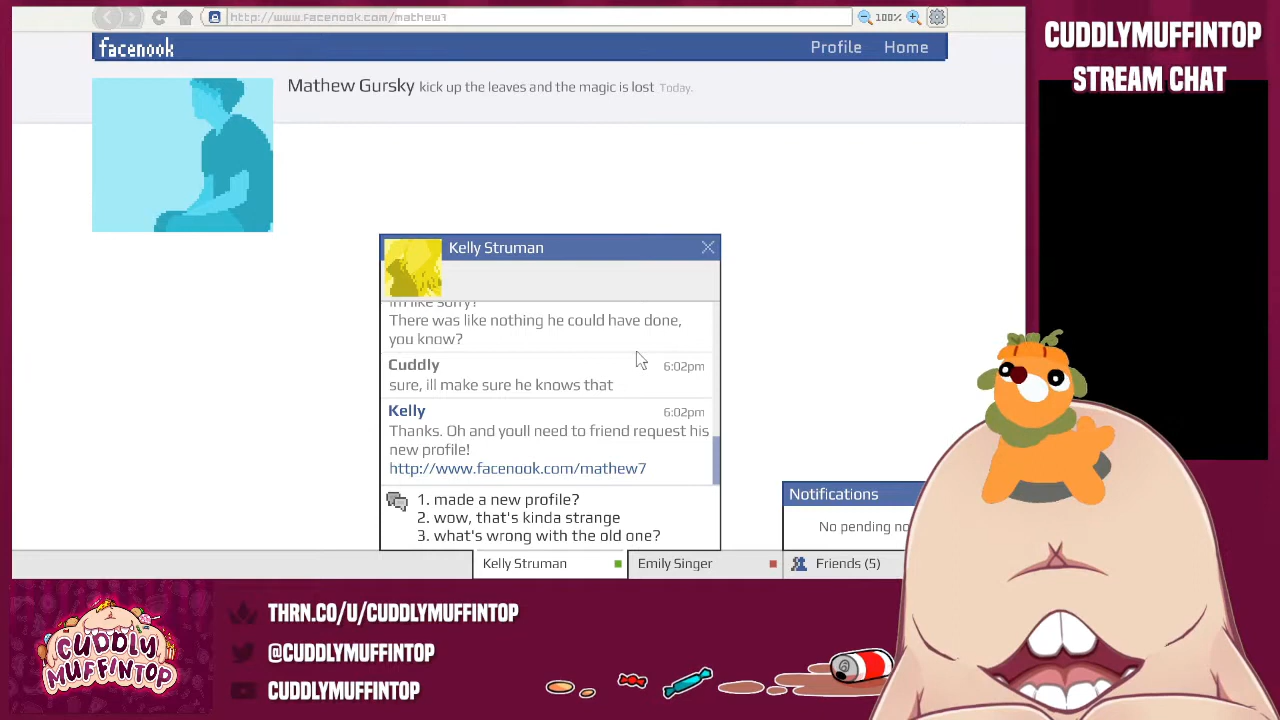 http://www.facenook.com/mathew7
100%
facenook
Profile Home
Mathew Gursky kick up the leaves and the magic is lost Today.
Kelly Struman
There was like nothing he could have done,
you know?
Cuddly 6:02pm
sure, ill make sure he knows that
Kelly 6:02pm
Thanks. Oh and youll need to friend request his
new profile!
http://www.facenook.com/mathew7
1. made a new profile?
2. wow, that's kinda strange
3. what's wrong with the old one?
Kelly Struman
Emily Singer
Notifications
No pending no
Friends (5)
CUDDLYMUFFINTOP
STREAM CHAT
CUDDLY
MUFFINTOP
THRN.CO/U/CUDDLYMUFFINTOP
@CUDDLYMUFFINTOP
CUDDLYMUFFINTOP